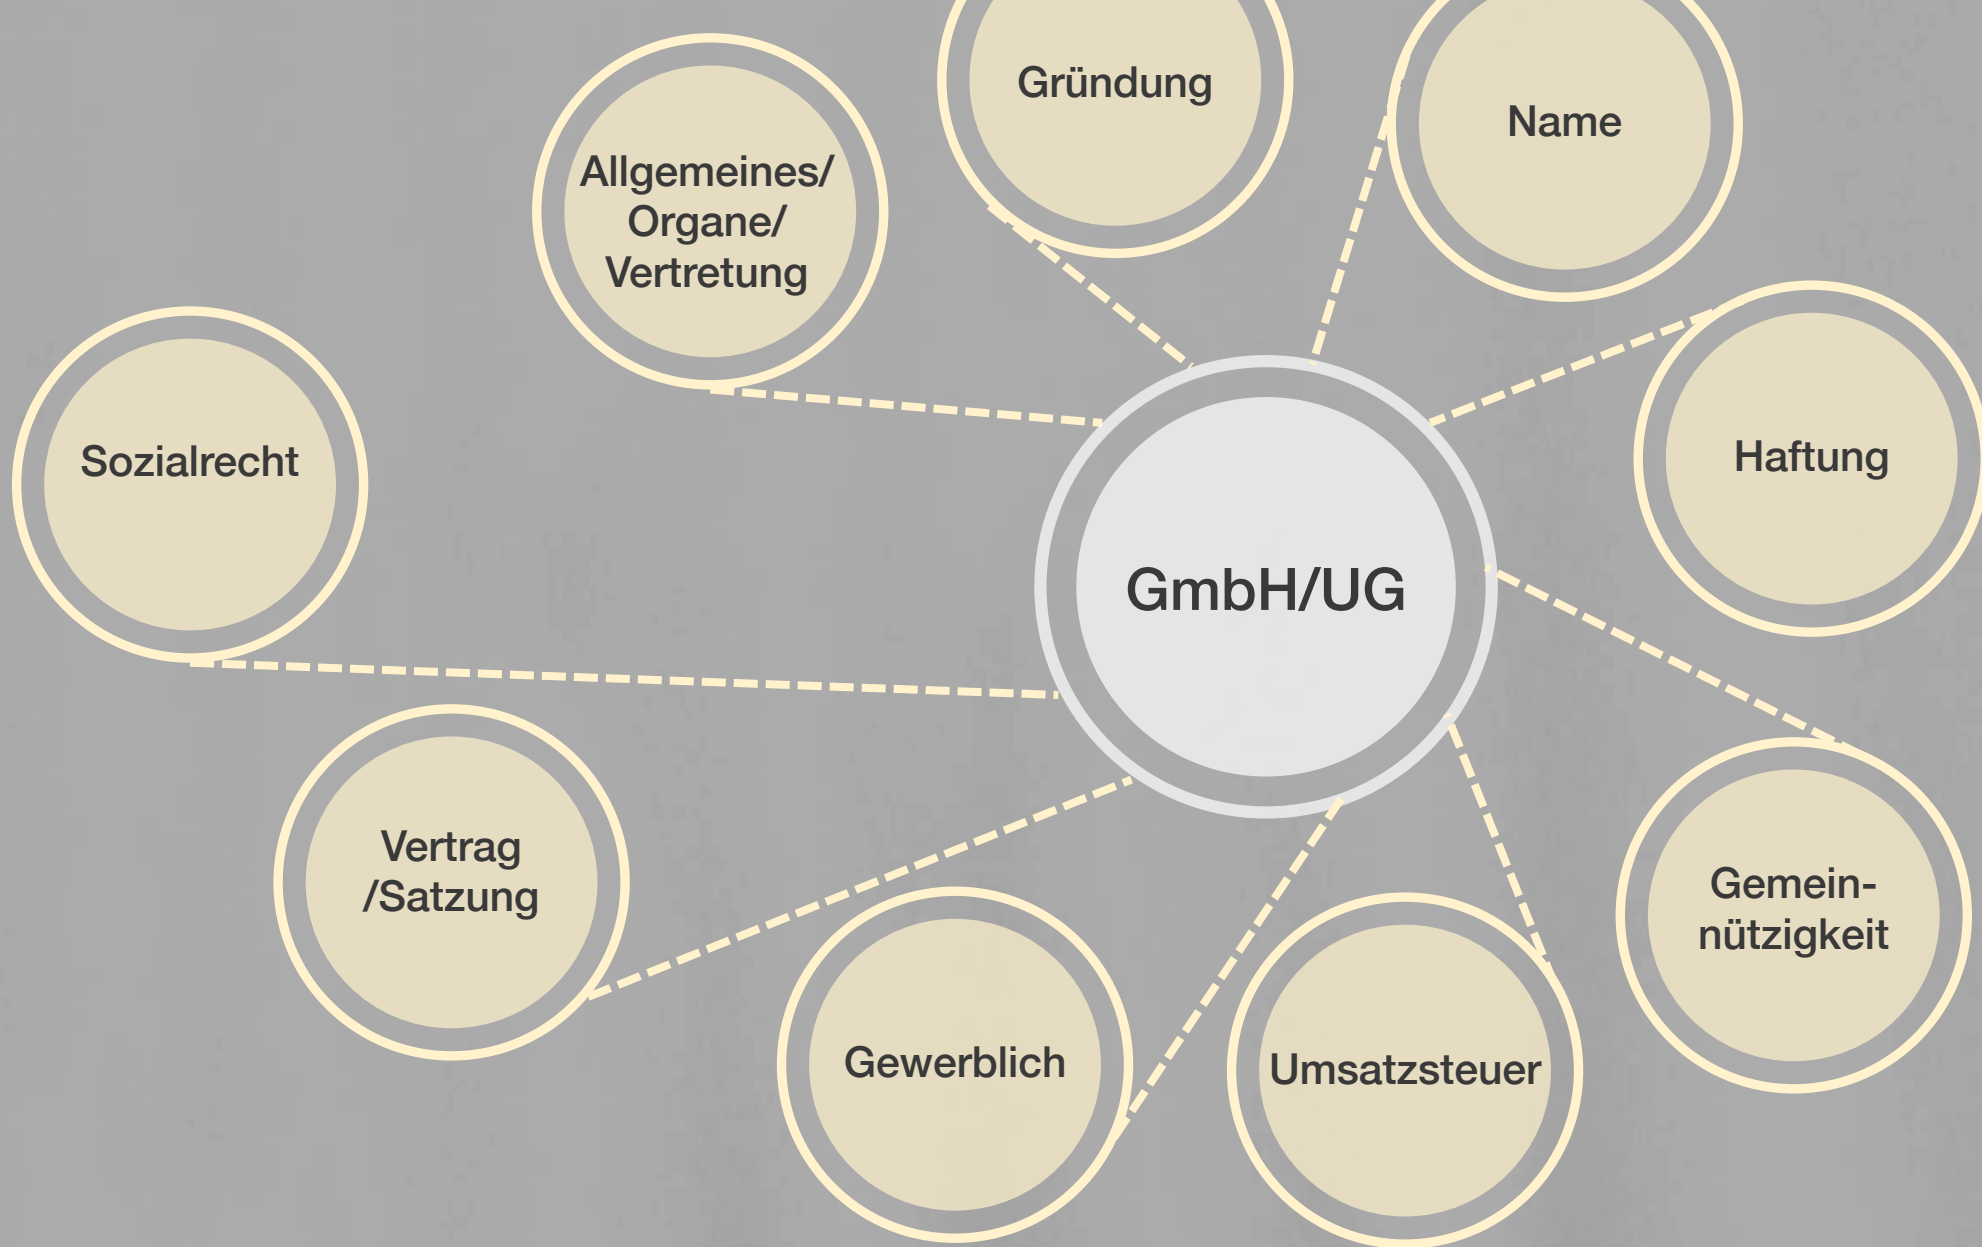 Gründung
Name
Allgemeines/
Organe/
Vertretung
Sozialrecht
Haftung
GmbH/UG
Vertrag
/Satzung
Gemein-
nützigkeit
Gewerblich
Umsatzsteuer